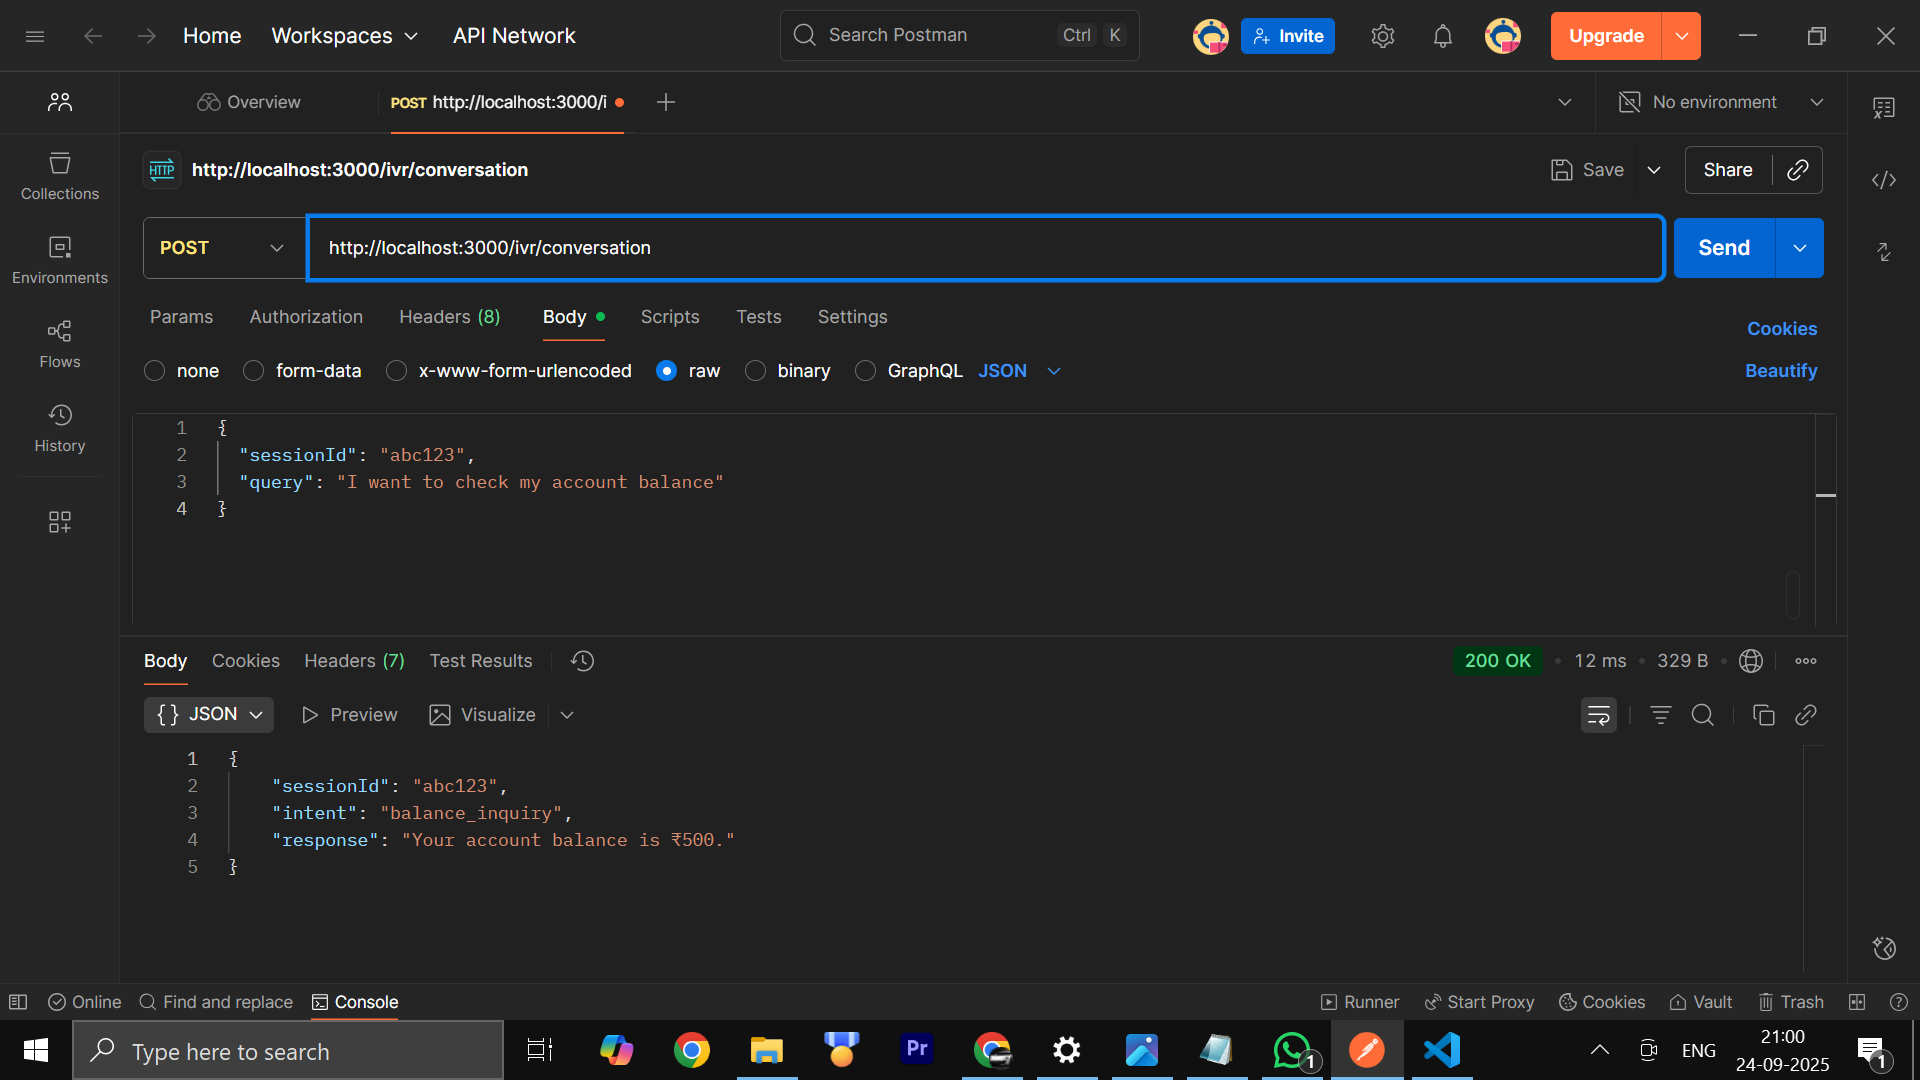 Home Workspaces API Network Search Postman Ctrl K Invite Upgrade
Overview POST http://localhost:3000/i No environment
HTTP http://localhost:3000/ivr/conversation Save Share
POST http://localhost:3000/ivr/conversation Send
Params Authorization Headers (8) Body Scripts Tests Settings Cookies
none form-data x-www-form-urlencoded raw binary GraphQL JSON Beautify
Collections
Environments
Flows
History
1 {
2 "sessionId": "abc123",
3 "query": "I want to check my account balance"
4 }
Body Cookies Headers (7) Test Results 200 OK • 12 ms • 329 B
{} JSON Preview Visualize
1 {
2 "sessionId": "abc123",
3 "intent": "balance_inquiry",
4 "response": "Your account balance is ₹500."
5 }
Online Find and replace Console Runner Start Proxy Cookies Vault Trash
Type here to search Pr 1 ENG 21:00 1
24-09-2025